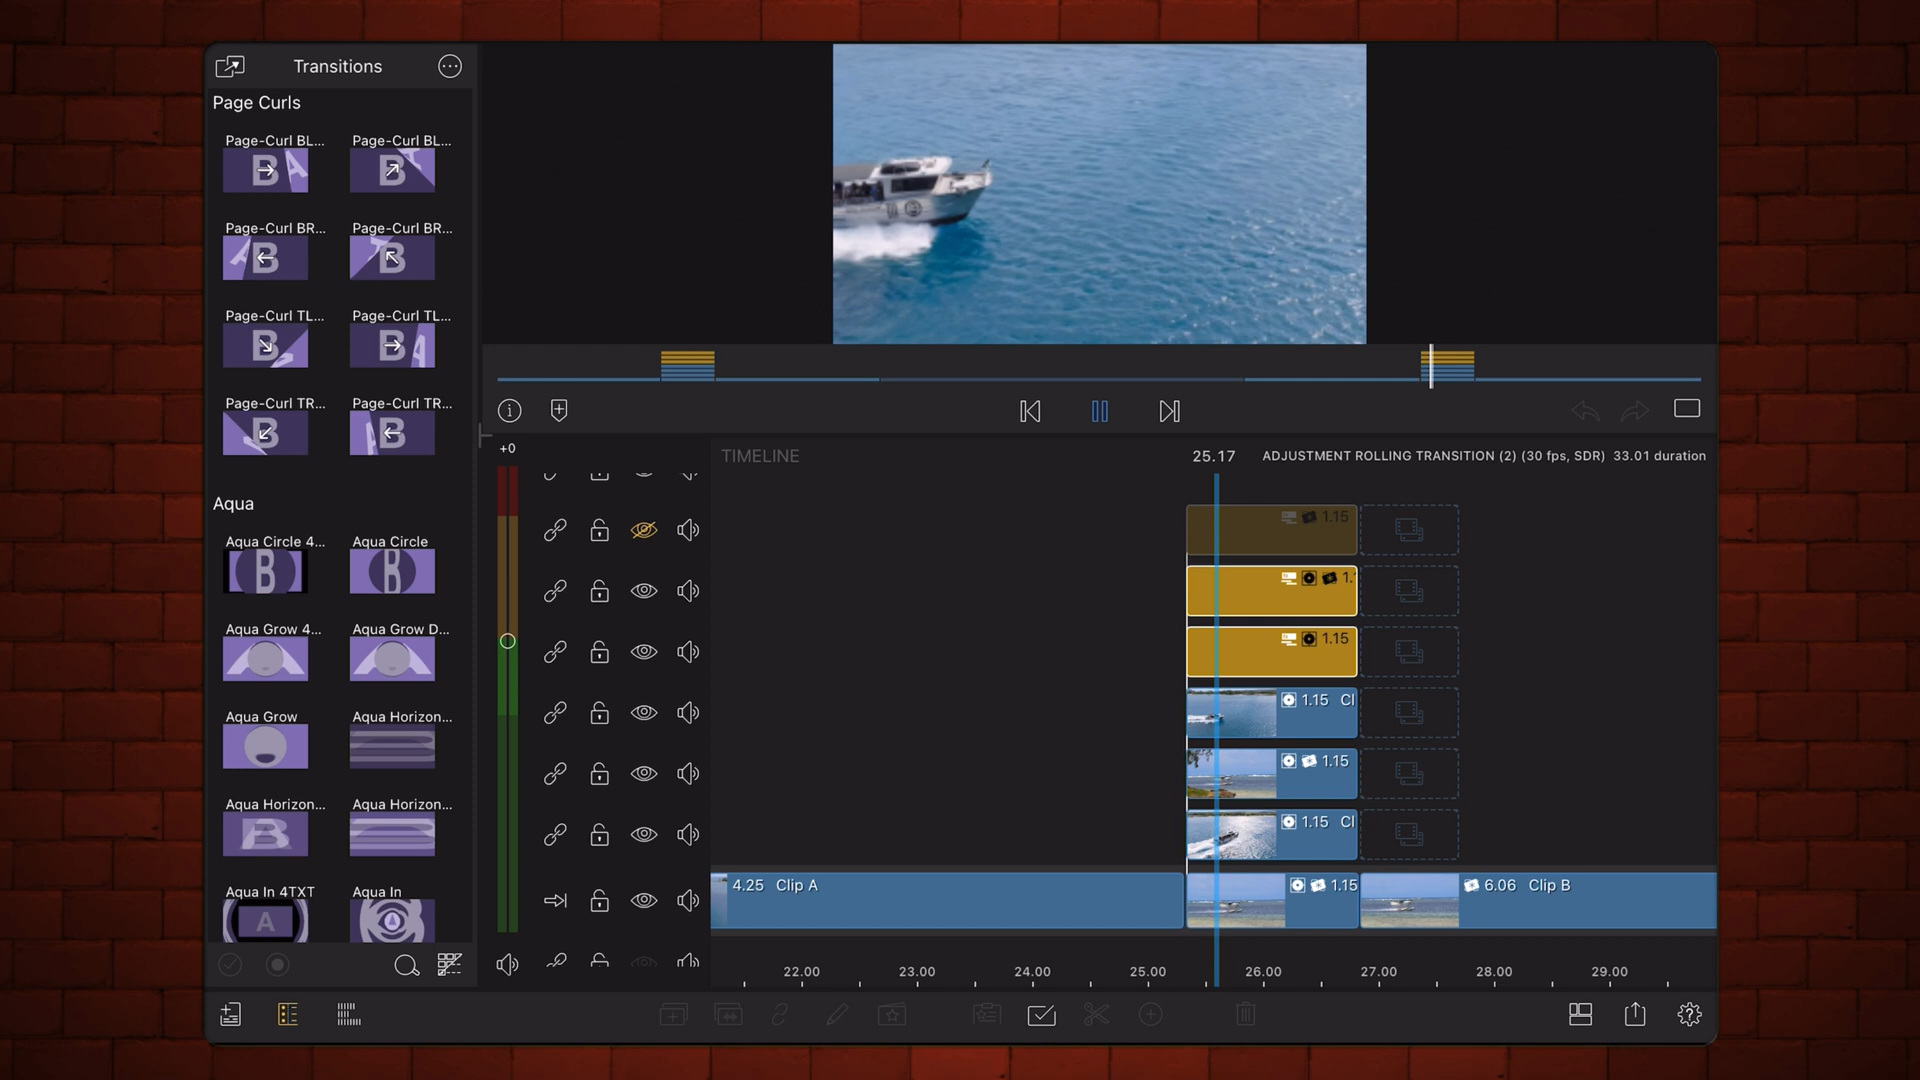 Transitions
Page Curls
Page-Curl BL... Page-Curl BL...
Page-Curl BR... Page-Curl BR...
Page-Curl TL... Page-Curl TL...
Page-Curl TR... Page-Curl TR...
Aqua
Aqua Circle 4... Aqua Circle
Aqua Grow 4... Aqua Grow D...
Aqua Grow Aqua Horizon...
Aqua Horizon... Aqua Horizon...
Aqua In 4TXT Aqua In
+0
TIMELINE
25.17
ADJUSTMENT ROLLING TRANSITION (2) (30 fps, SDR) 33.01 duration
1.15
1.
1.15
1.15 Cl
1.15
1.15 Cl
4.25 Clip A
1.15
6.06 Clip B
22.00 23.00 24.00 25.00 26.00 27.00 28.00 29.00